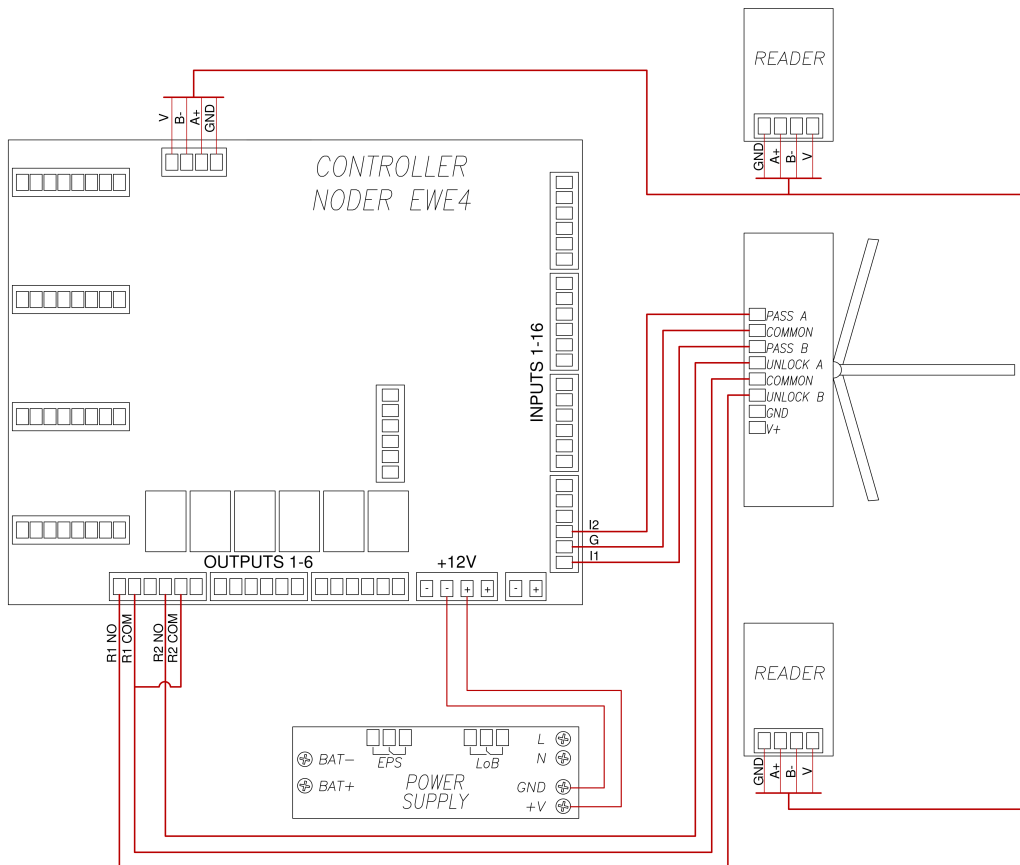 READER
GND
A+
B-
V
V
B-
A+
GND
CONTROLLER
NODER EWE4
INPUTS 1-16
PASS A
COMMON
PASS B
UNLOCK A
COMMON
UNLOCK B
GND
V+
I2
G
I1
OUTPUTS 1-6
+12V
- - + +
- +
R1 NO
R1 COM
R2 NO
R2 COM
READER
GND
A+
B-
V
BAT-
BAT+
EPS
LoB
POWER
SUPPLY
L
N
GND
+V